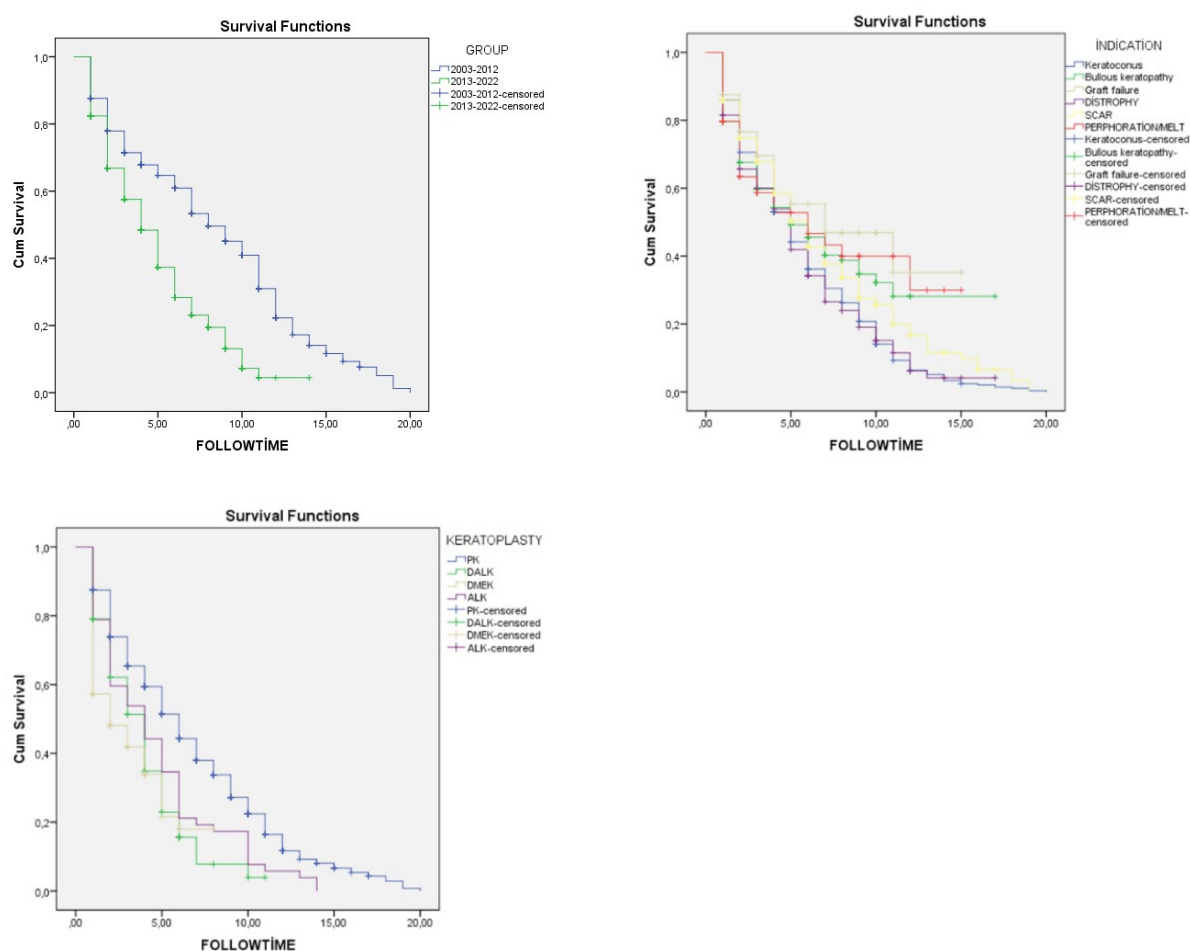 Survival Functions
GROUP
2003-2012
2013-2022
2003-2012-censored
2013-2022-censored
1,0
0,8
0,6
0,4
0,2
0,0
Cum Survival
,00
5,00
10,00
15,00
20,00
FOLLOWTİME
Survival Functions
İNDICATION
Keratoconus
Bullous keratopathy
Graft failure
DİSTROPHY
SCAR
PERPHORATİON/MELT
Keratoconus-censored
Bullous keratopathy-
censored
Graft failure-censored
DİSTROPHY-censored
SCAR-censored
PERPHORATİON/MELT-
censored
1,0
0,8
0,6
0,4
0,2
0,0
Cum Survival
,00
5,00
10,00
15,00
20,00
FOLLOWTİME
Survival Functions
KERATOPLASTY
PK
DALK
DMEK
ALK
PK-censored
DALK-censored
DMEK-censored
ALK-censored
1,0
0,8
0,6
0,4
0,2
0,0
Cum Survival
,00
5,00
10,00
15,00
20,00
FOLLOWTİME